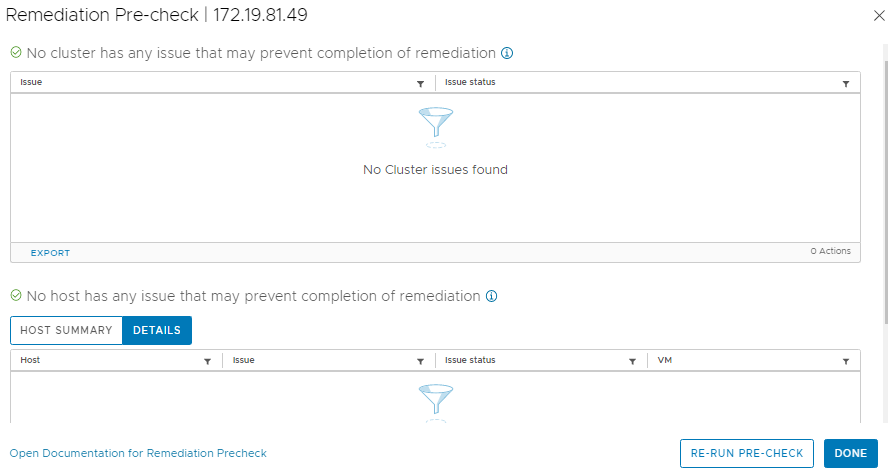 Remediation Pre-check | 172.19.81.49
No cluster has any issue that may prevent completion of remediation
Issue Issue status
No Cluster issues found
EXPORT 0 Actions
No host has any issue that may prevent completion of remediation
HOST SUMMARY DETAILS
Host Issue Issue status VM
Open Documentation for Remediation Precheck RE-RUN PRE-CHECK DONE